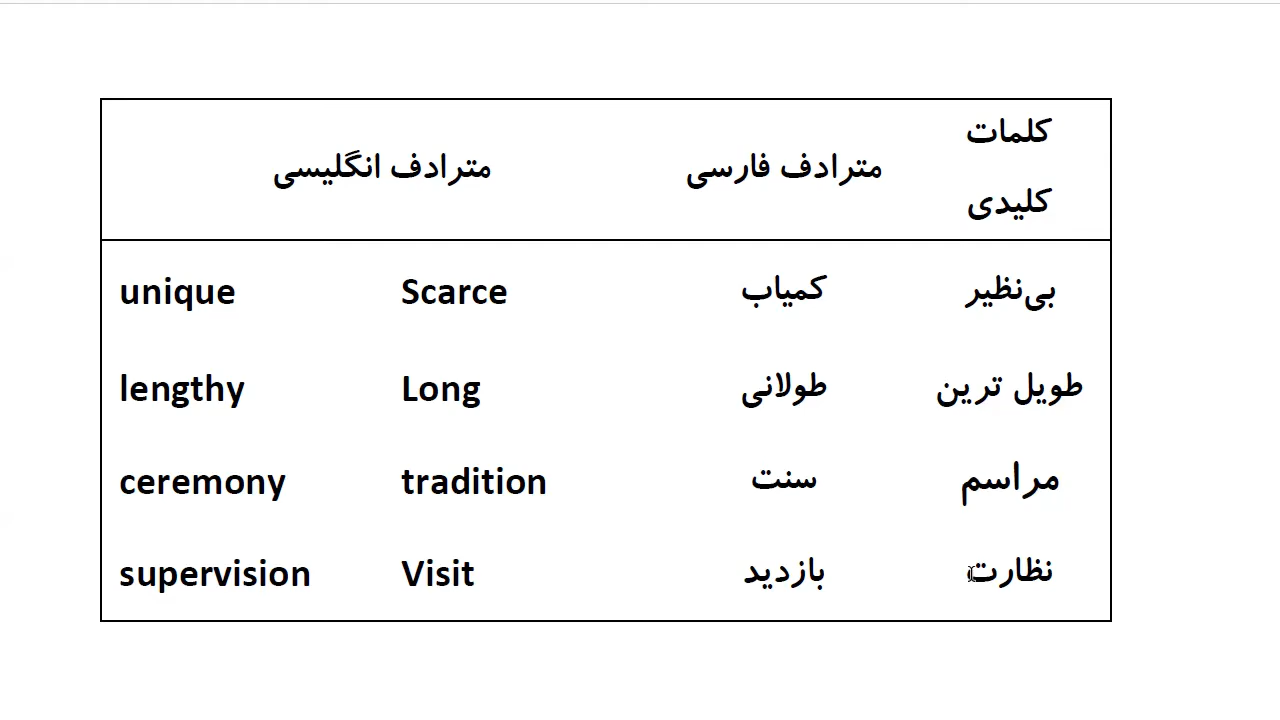 کلمات کلیدی مترادف فارسی مترادف انگلیسی
بی‌نظیر کمیاب Scarce unique
طویل ترین طولانی Long lengthy
مراسم سنت tradition ceremony
نظارت بازدید Visit supervision